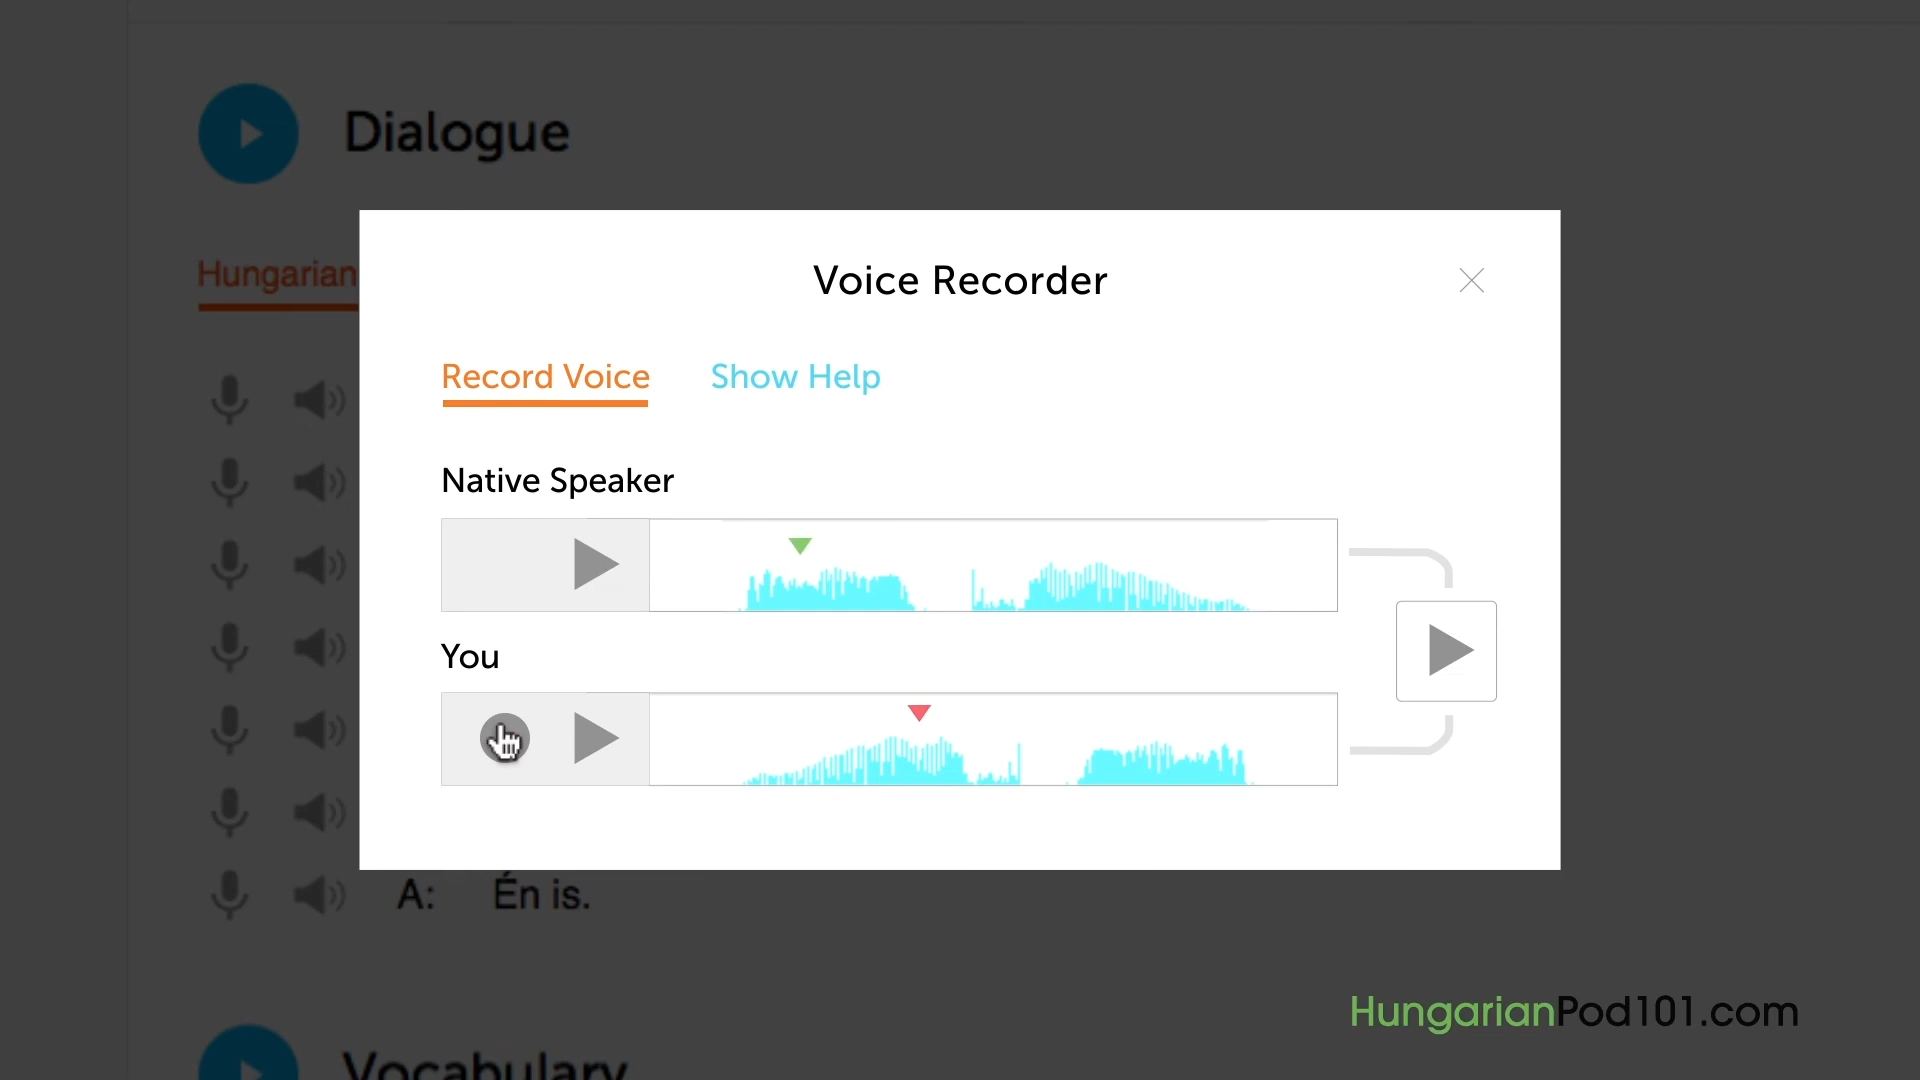 Dialogue
Hungarian
Voice Recorder
Record Voice
Show Help
Native Speaker
You
A: Én is.
HungarianPod101.com
Vocabulary